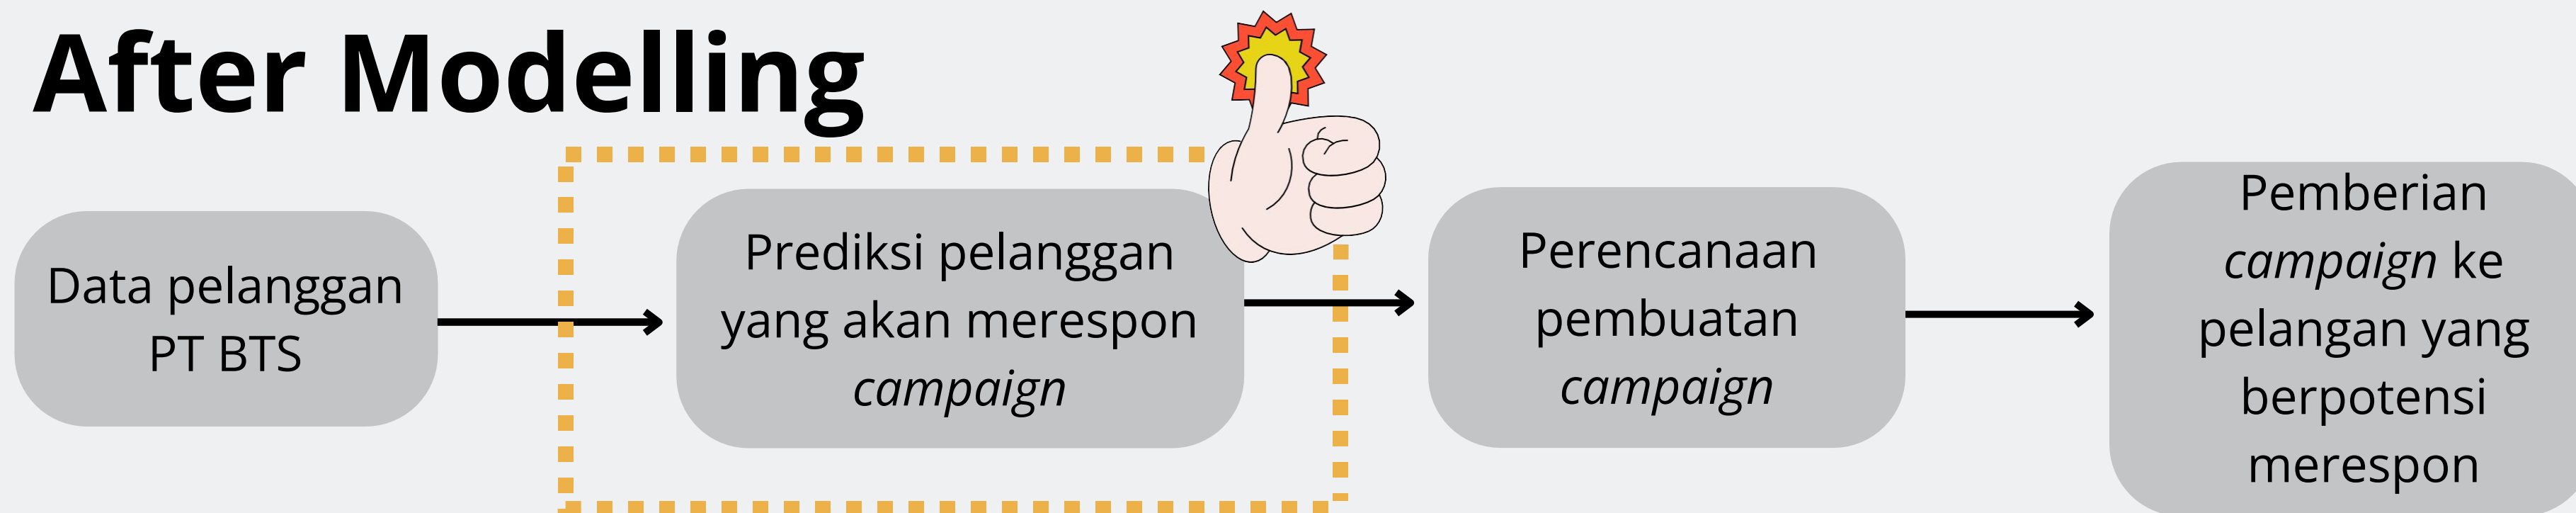 After Modelling
Data pelanggan
PT BTS
Prediksi pelanggan
yang akan merespon
campaign
Perencanaan
pembuatan
campaign
Pemberian
campaign ke
pelangan yang
berpotensi
merespon